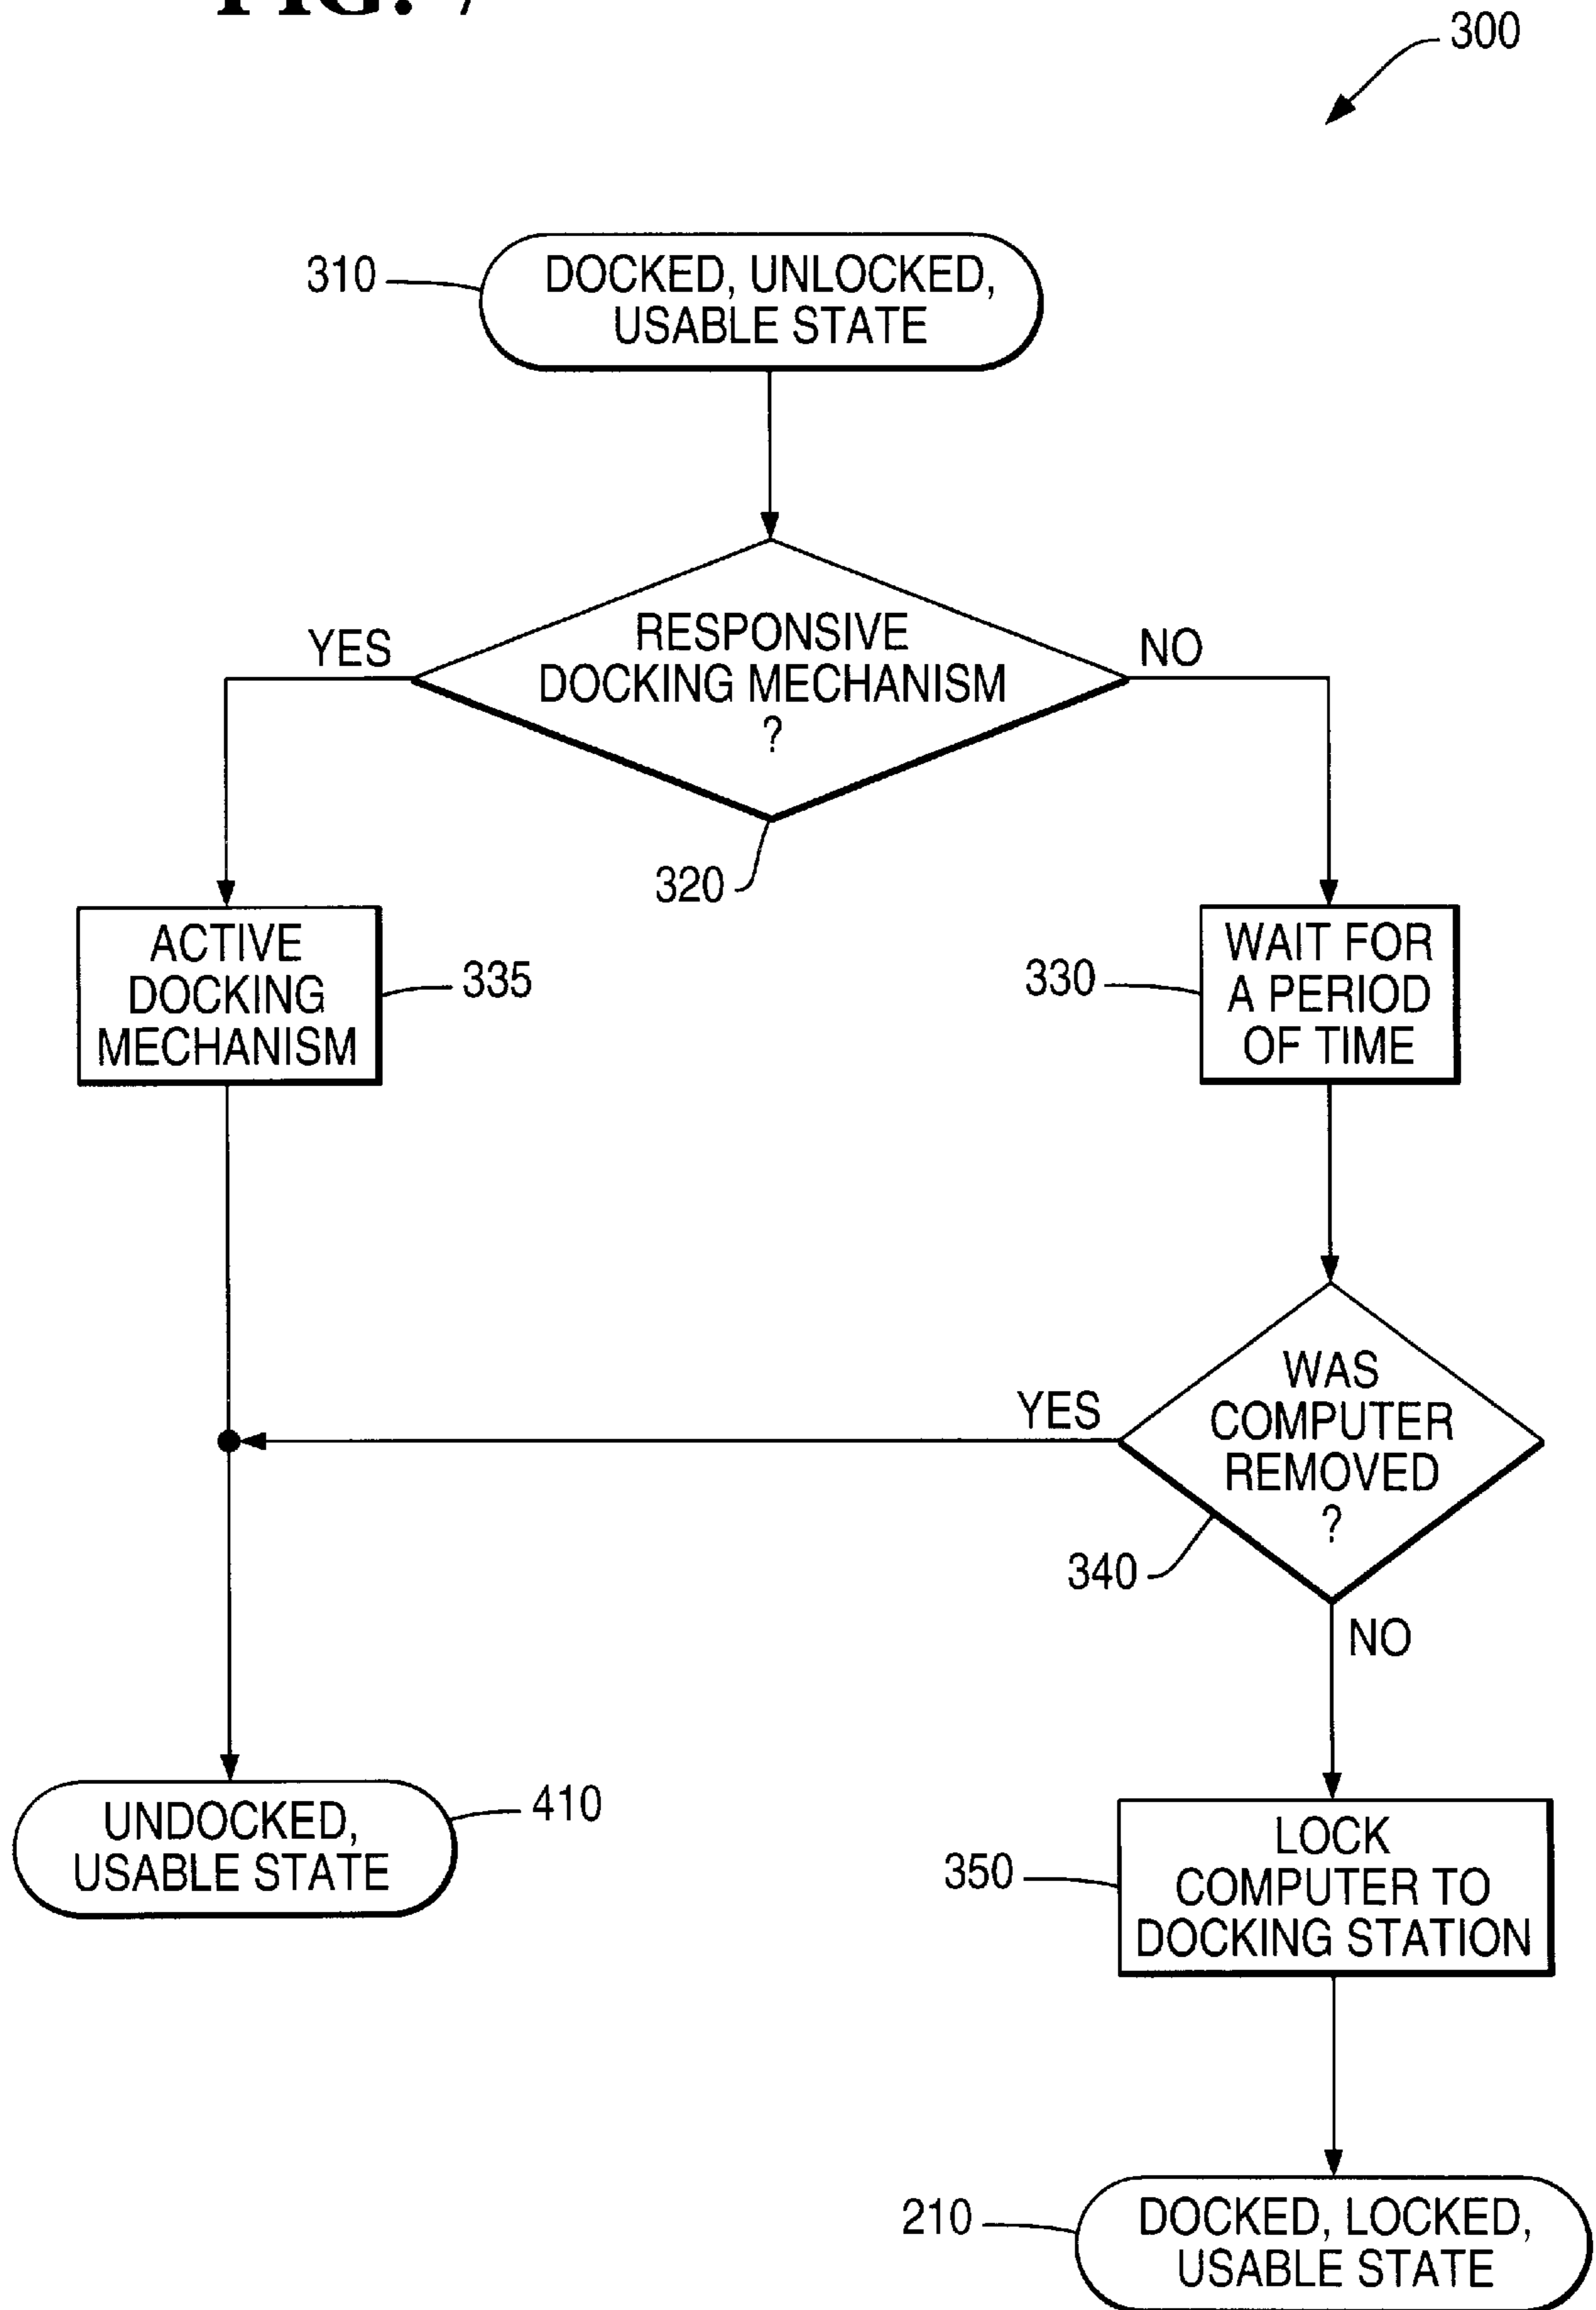 FIG. 7
300
310
DOCKED, UNLOCKED,
USABLE STATE
YES
RESPONSIVE
DOCKING MECHANISM
?
NO
320
ACTIVE
DOCKING
MECHANISM
335
330
WAIT FOR
A PERIOD
OF TIME
YES
WAS
COMPUTER
REMOVED
?
340
NO
UNDOCKED,
USABLE STATE
410
350
LOCK
COMPUTER TO
DOCKING STATION
210
DOCKED, LOCKED,
USABLE STATE